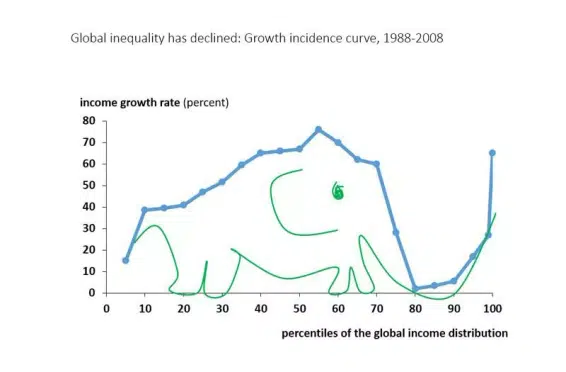 Global inequality has declined: Growth incidence curve, 1988-2008
income growth rate (percent)
80
70
60
50
40
30
20
10
0
0 10 20 30 40 50 60 70 80 90 100
percentiles of the global income distribution